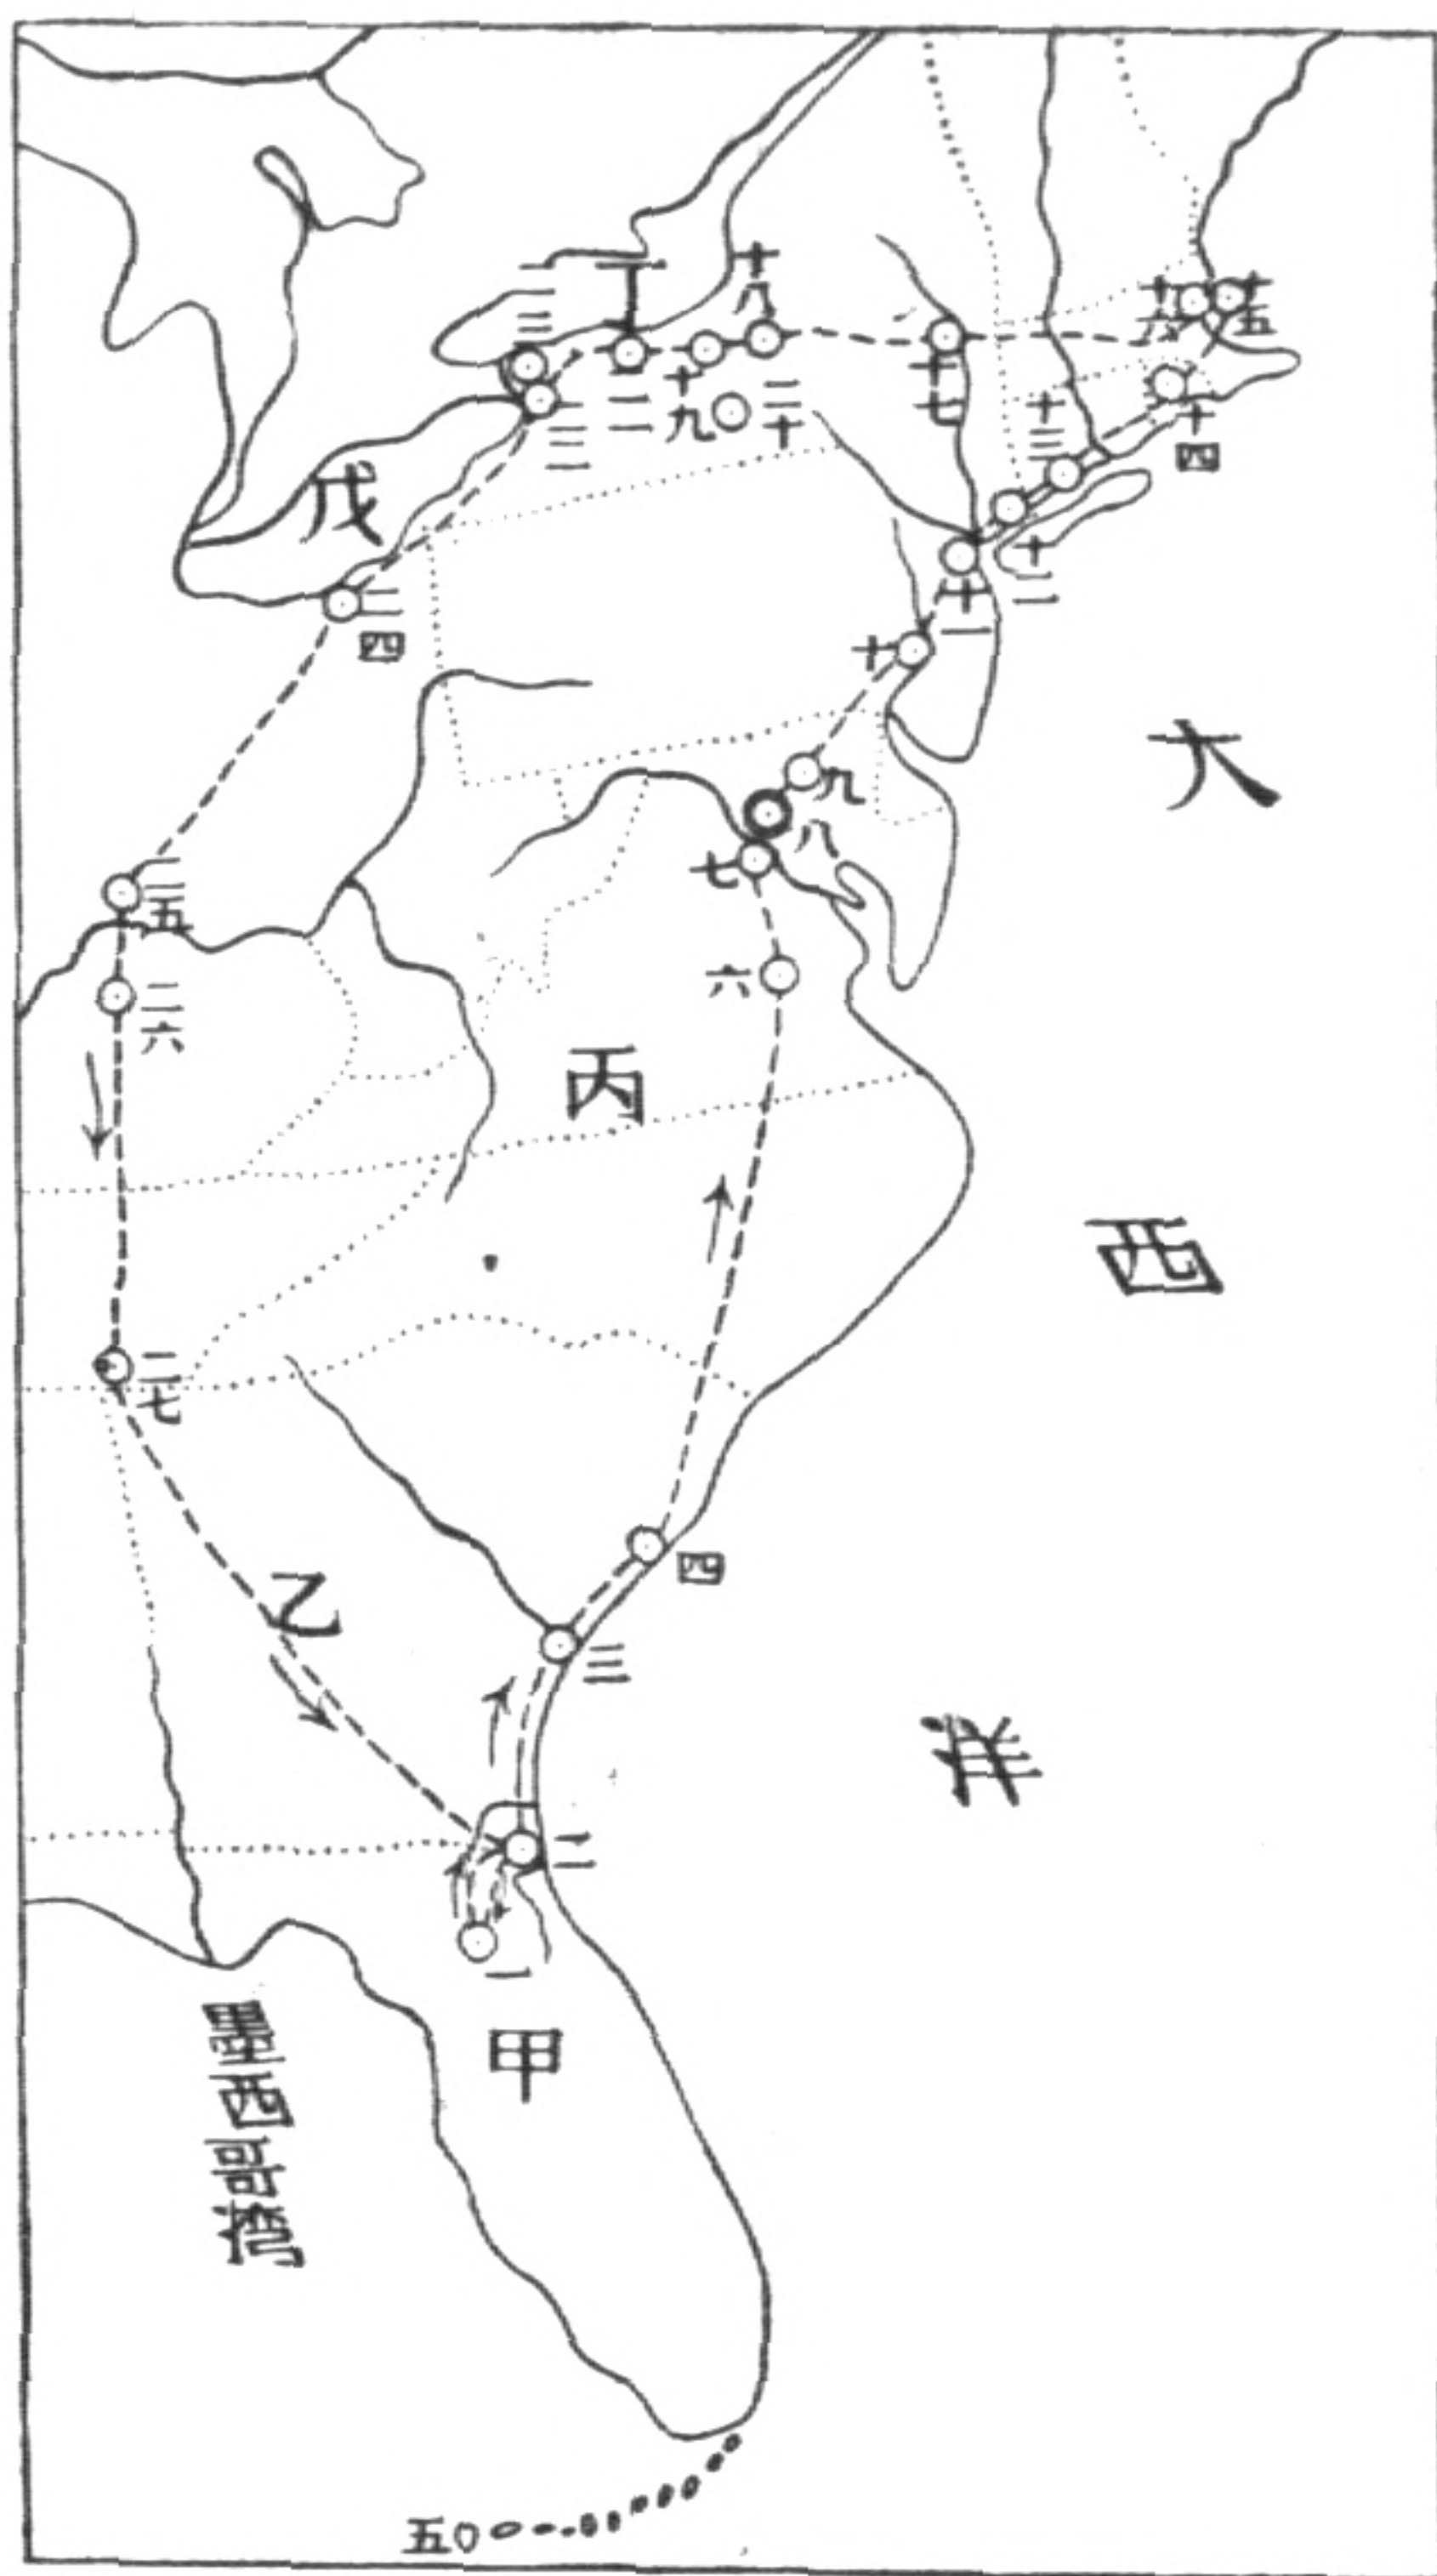 大西洋
墨西哥灣
甲
乙
丙
丁
戊
一
二
三
四
五
六
七
八
九
十
十一
十二
十三
十四
十五
十六
十七
十八
十九
二十
二一
二二
二三
二四
二五
二六
二七